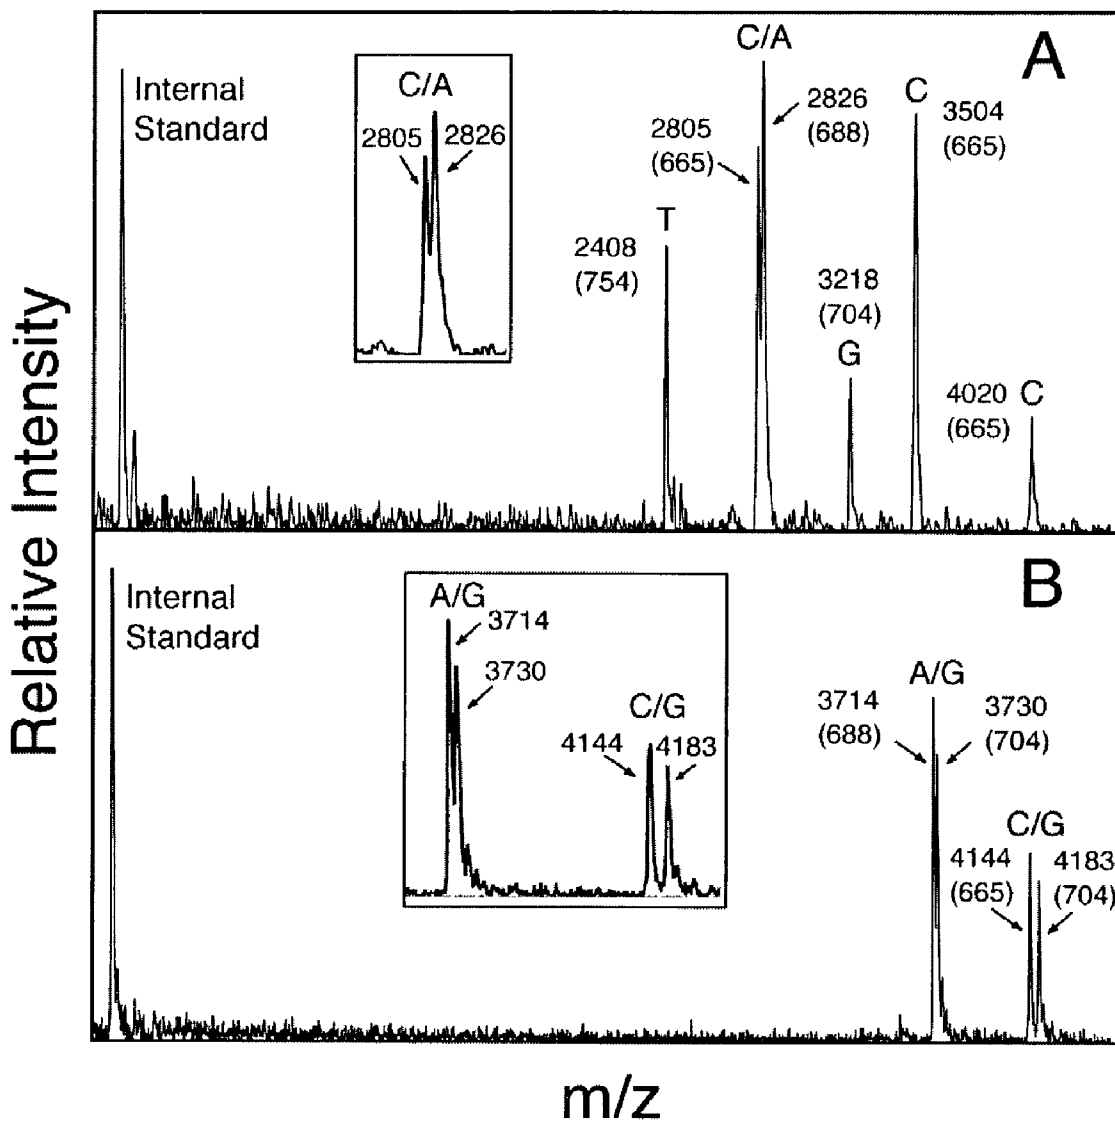 Relative Intensity
A
Internal
Standard
C/A
2805
2826
T
2408
(754)
C/A
2805
(665)
2826
(688)
3218
(704)
G
C
3504
(665)
4020
(665)
C
B
Internal
Standard
A/G
3714
3730
C/G
4144
4183
A/G
3714
(688)
3730
(704)
C/G
4144
(665)
4183
(704)
m/z